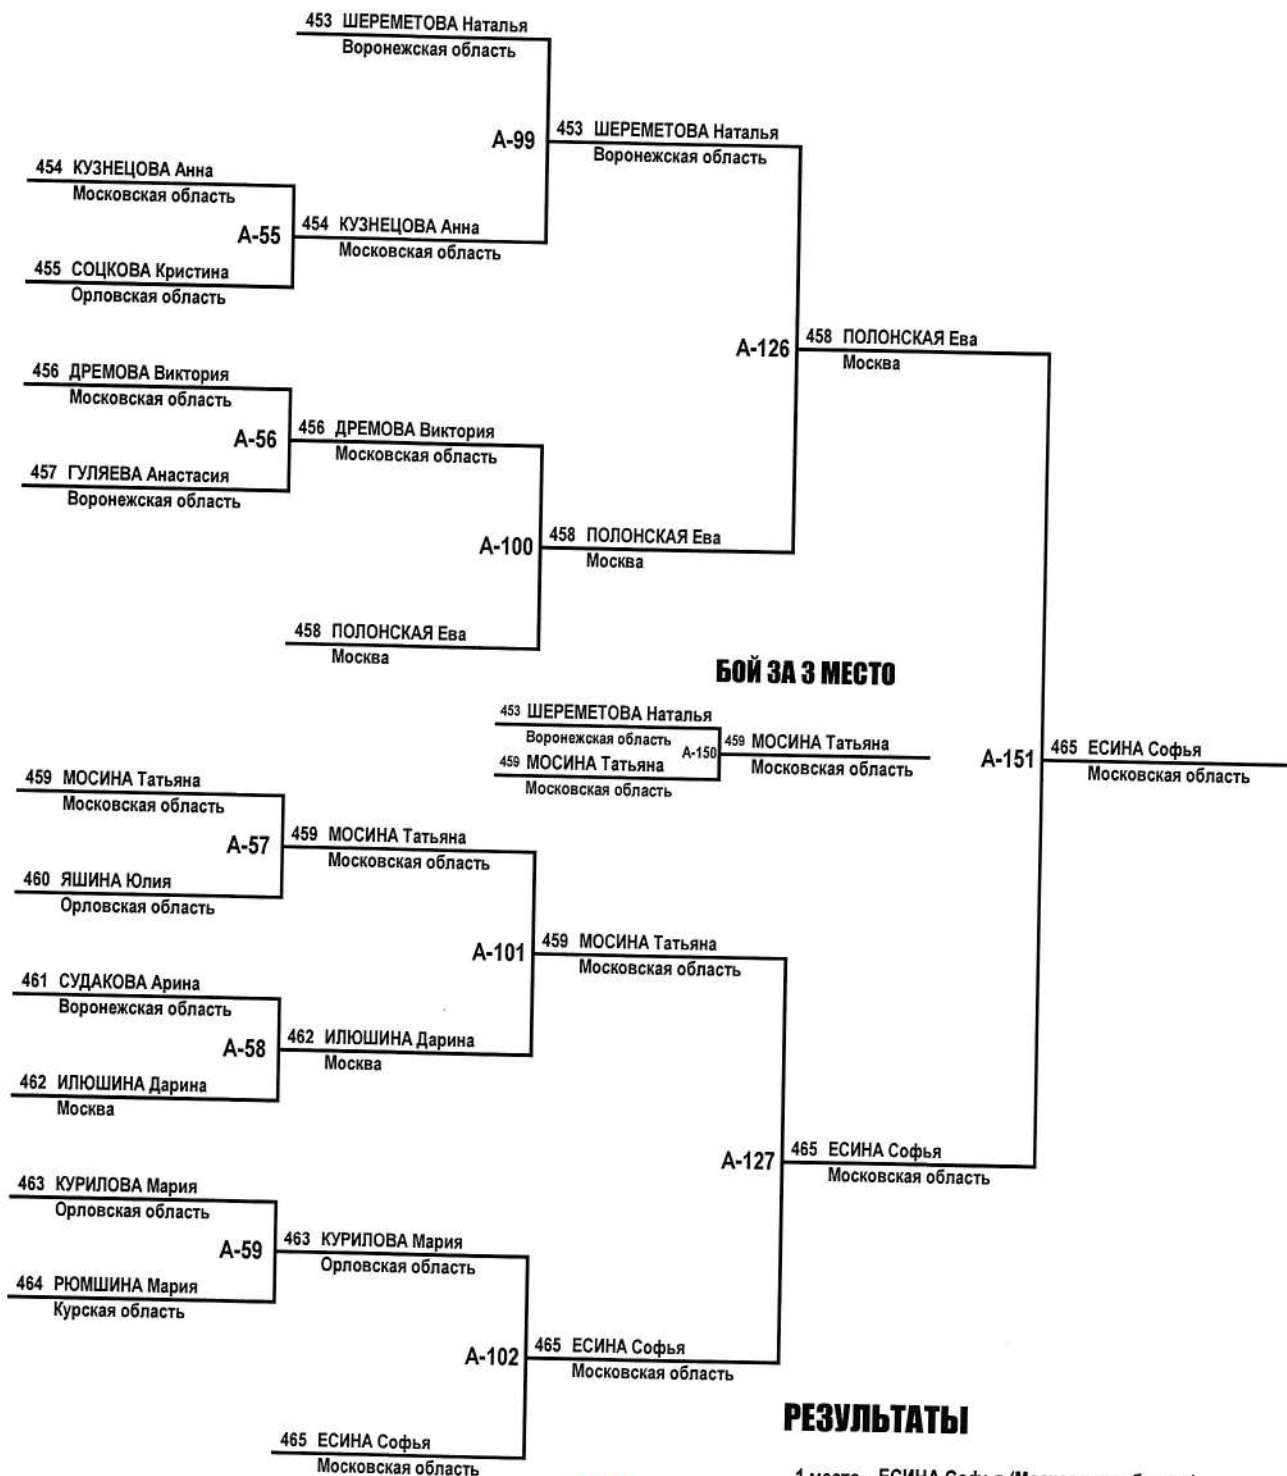 453 ШЕРЕМЕТОВА Наталья
Воронежская область
А-99
453 ШЕРЕМЕТОВА Наталья
Воронежская область
454 КУЗНЕЦОВА Анна
Московская область
А-55
454 КУЗНЕЦОВА Анна
Московская область
455 СОЦКОВА Кристина
Орловская область
А-126
458 ПОЛОНСКАЯ Ева
Москва
456 ДРЕМОВА Виктория
Московская область
А-56
456 ДРЕМОВА Виктория
Московская область
457 ГУЛЯЕВА Анастасия
Воронежская область
А-100
458 ПОЛОНСКАЯ Ева
Москва
458 ПОЛОНСКАЯ Ева
Москва
БОЙ ЗА 3 МЕСТО
453 ШЕРЕМЕТОВА Наталья
Воронежская область
А-150
459 МОСИНА Татьяна
Московская область
459 МОСИНА Татьяна
Московская область
А-151
465 ЕСИНА Софья
Московская область
459 МОСИНА Татьяна
Московская область
А-57
459 МОСИНА Татьяна
Московская область
460 ЯШИНА Юлия
Орловская область
А-101
459 МОСИНА Татьяна
Московская область
461 СУДАКОВА Арина
Воронежская область
А-58
462 ИЛЮШИНА Дарина
Москва
462 ИЛЮШИНА Дарина
Москва
А-127
465 ЕСИНА Софья
Московская область
463 КУРИЛОВА Мария
Орловская область
А-59
463 КУРИЛОВА Мария
Орловская область
464 РЮМШИНА Мария
Курская область
А-102
465 ЕСИНА Софья
Московская область
465 ЕСИНА Софья
Московская область
РЕЗУЛЬТАТЫ
1 место ЕСИНА Софья